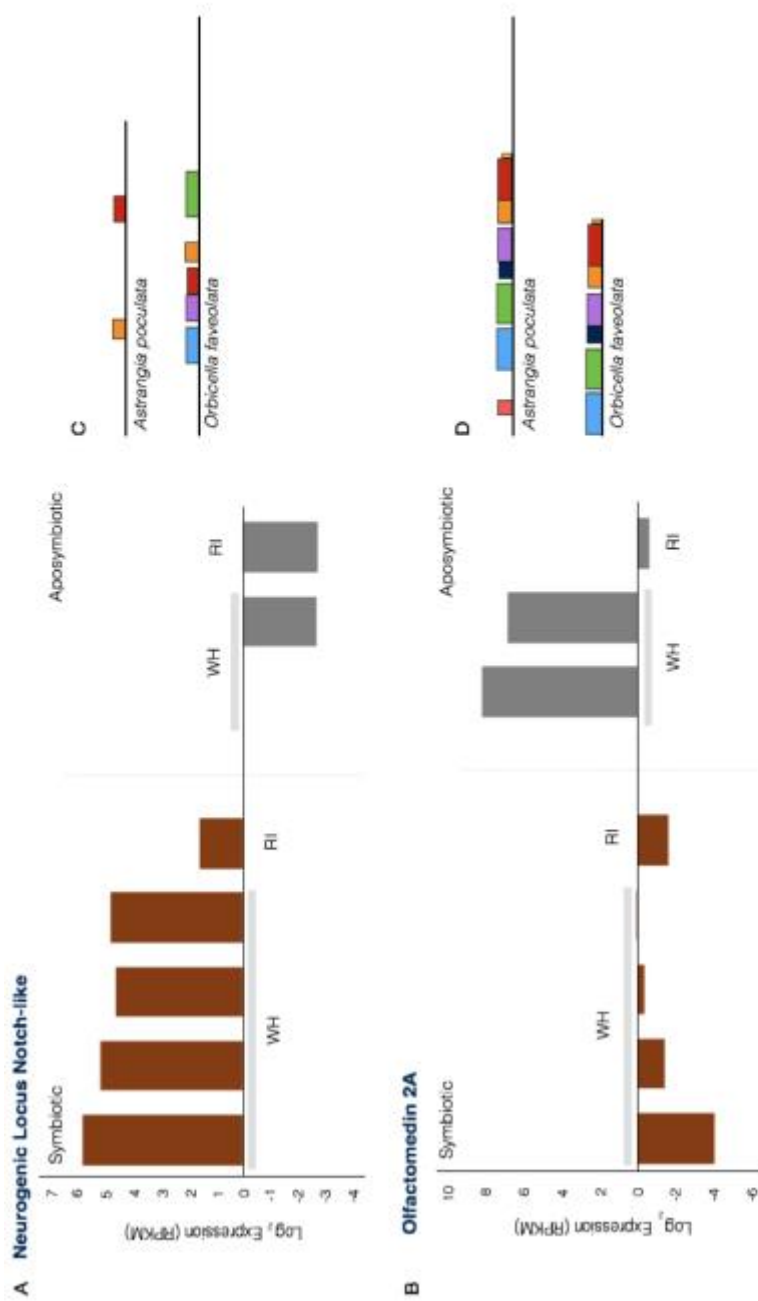 A Neurogenic Locus Notch-like
Symbiotic
Aposymbiotic
7
6
5
4
3
2
1
0
-1
-2
-3
-4
Log2 Expression (RPKM)
WH
RI
WH
RI
B Olfactomedin 2A
Symbiotic
Aposymbiotic
10
8
6
4
2
0
-2
-4
-6
Log2 Expression (RPKM)
WH
RI
WH
RI
C
Astrangia poculata
Orbicella faveolata
D
Astrangia poculata
Orbicella faveolata